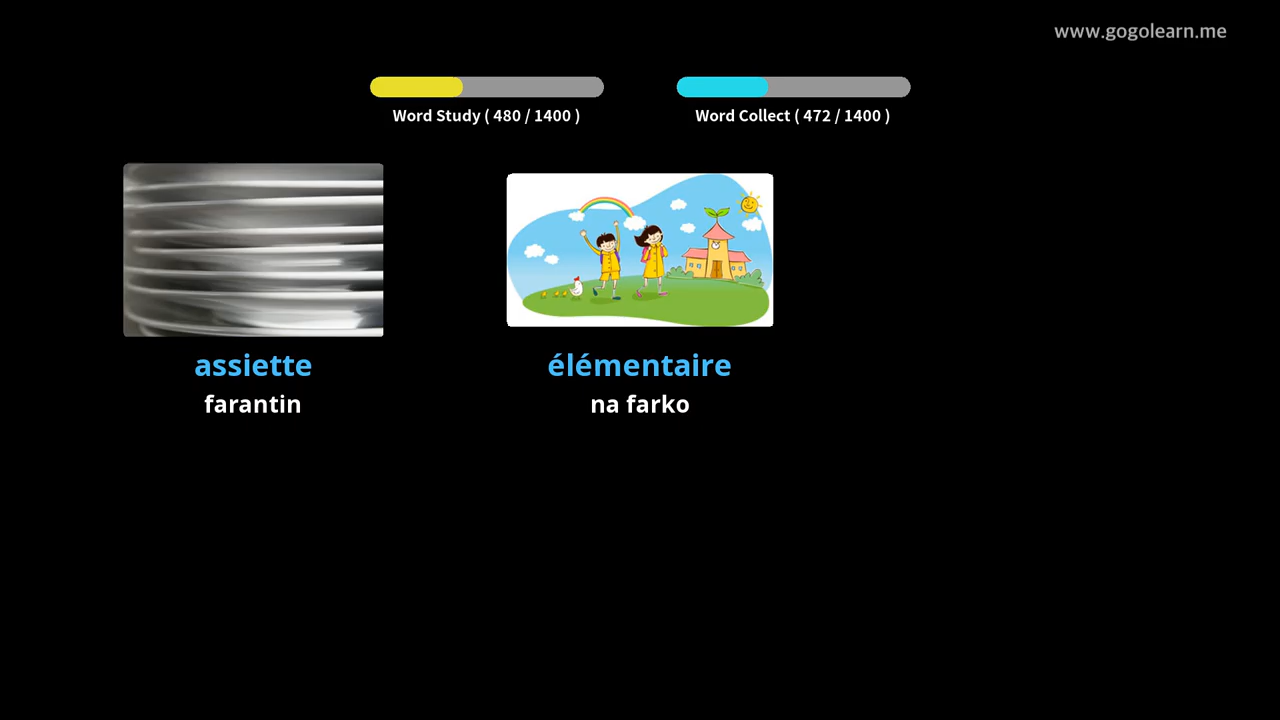 www.gogolearn.me
Word Study ( 480 / 1400 )
Word Collect ( 472 / 1400 )
assiette
farantin
élémentaire
na farko